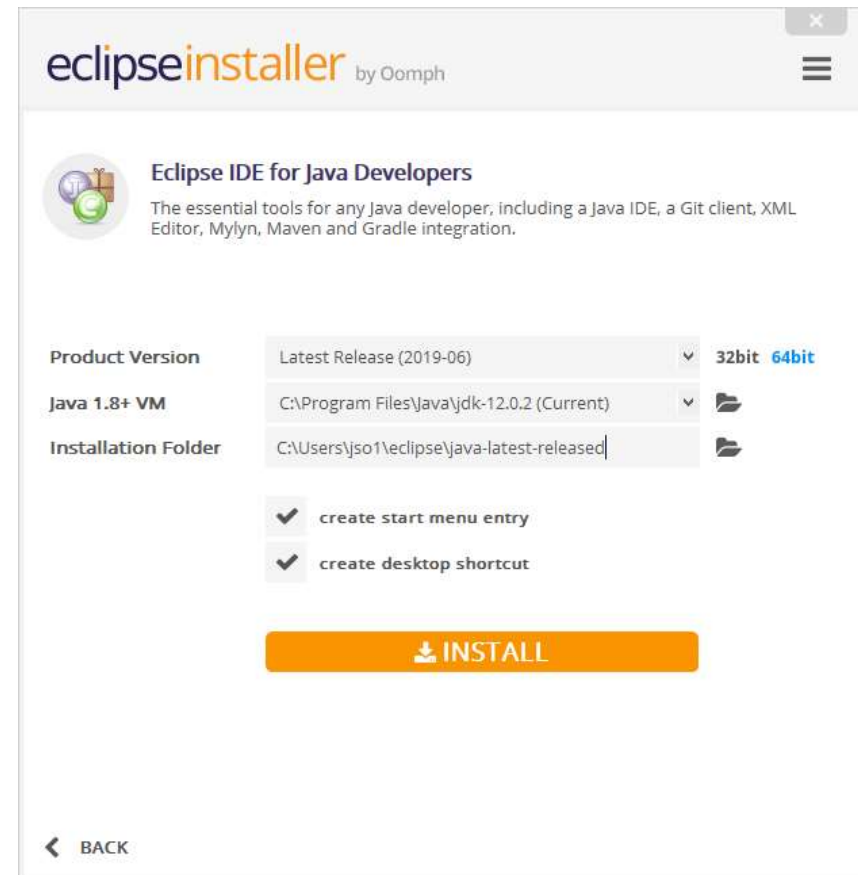 eclipseinstaller by Oomph
Eclipse IDE for Java Developers
The essential tools for any Java developer, including a Java IDE, a Git client, XML
Editor, Mylyn, Maven and Gradle integration.
Product Version Latest Release (2019-06) 32bit 64bit
Java 1.8+ VM C:\Program Files\Java\jdk-12.0.2 (Current)
Installation Folder C:\Users\jso1\eclipse\java-latest-released
create start menu entry
create desktop shortcut
INSTALL
BACK